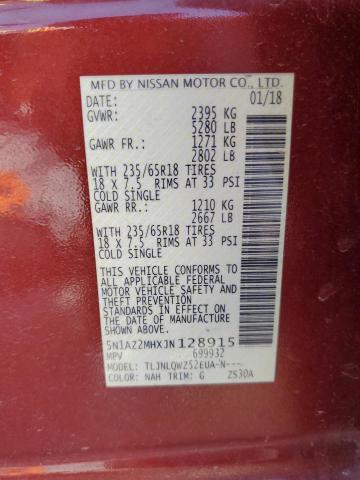 MFD BY NISSAN MOTOR CO., LTD.
DATE: 01/18
GVWR: 2395 KG
5280 LB
GAWR FR.: 1271 KG
2802 LB
WITH 235/65R18 TIRES
18 X 7.5 RIMS AT 33 PSI
COLD SINGLE
GAWR RR.: 1210 KG
2667 LB
WITH 235/65R18 TIRES
18 X 7.5 RIMS AT 33 PSI
COLD SINGLE
THIS VEHICLE CONFORMS TO
ALL APPLICABLE FEDERAL
MOTOR VEHICLE SAFETY AND
THEFT PREVENTION
STANDARDS IN EFFECT ON
THE DATE OF MANUFACTURE
SHOWN ABOVE.
5N1AZ2MHXJN128915
MPV 699932
MODEL: TLJNLQWZ52EUA-N---
COLOR: NAH TRIM: G ZS30A